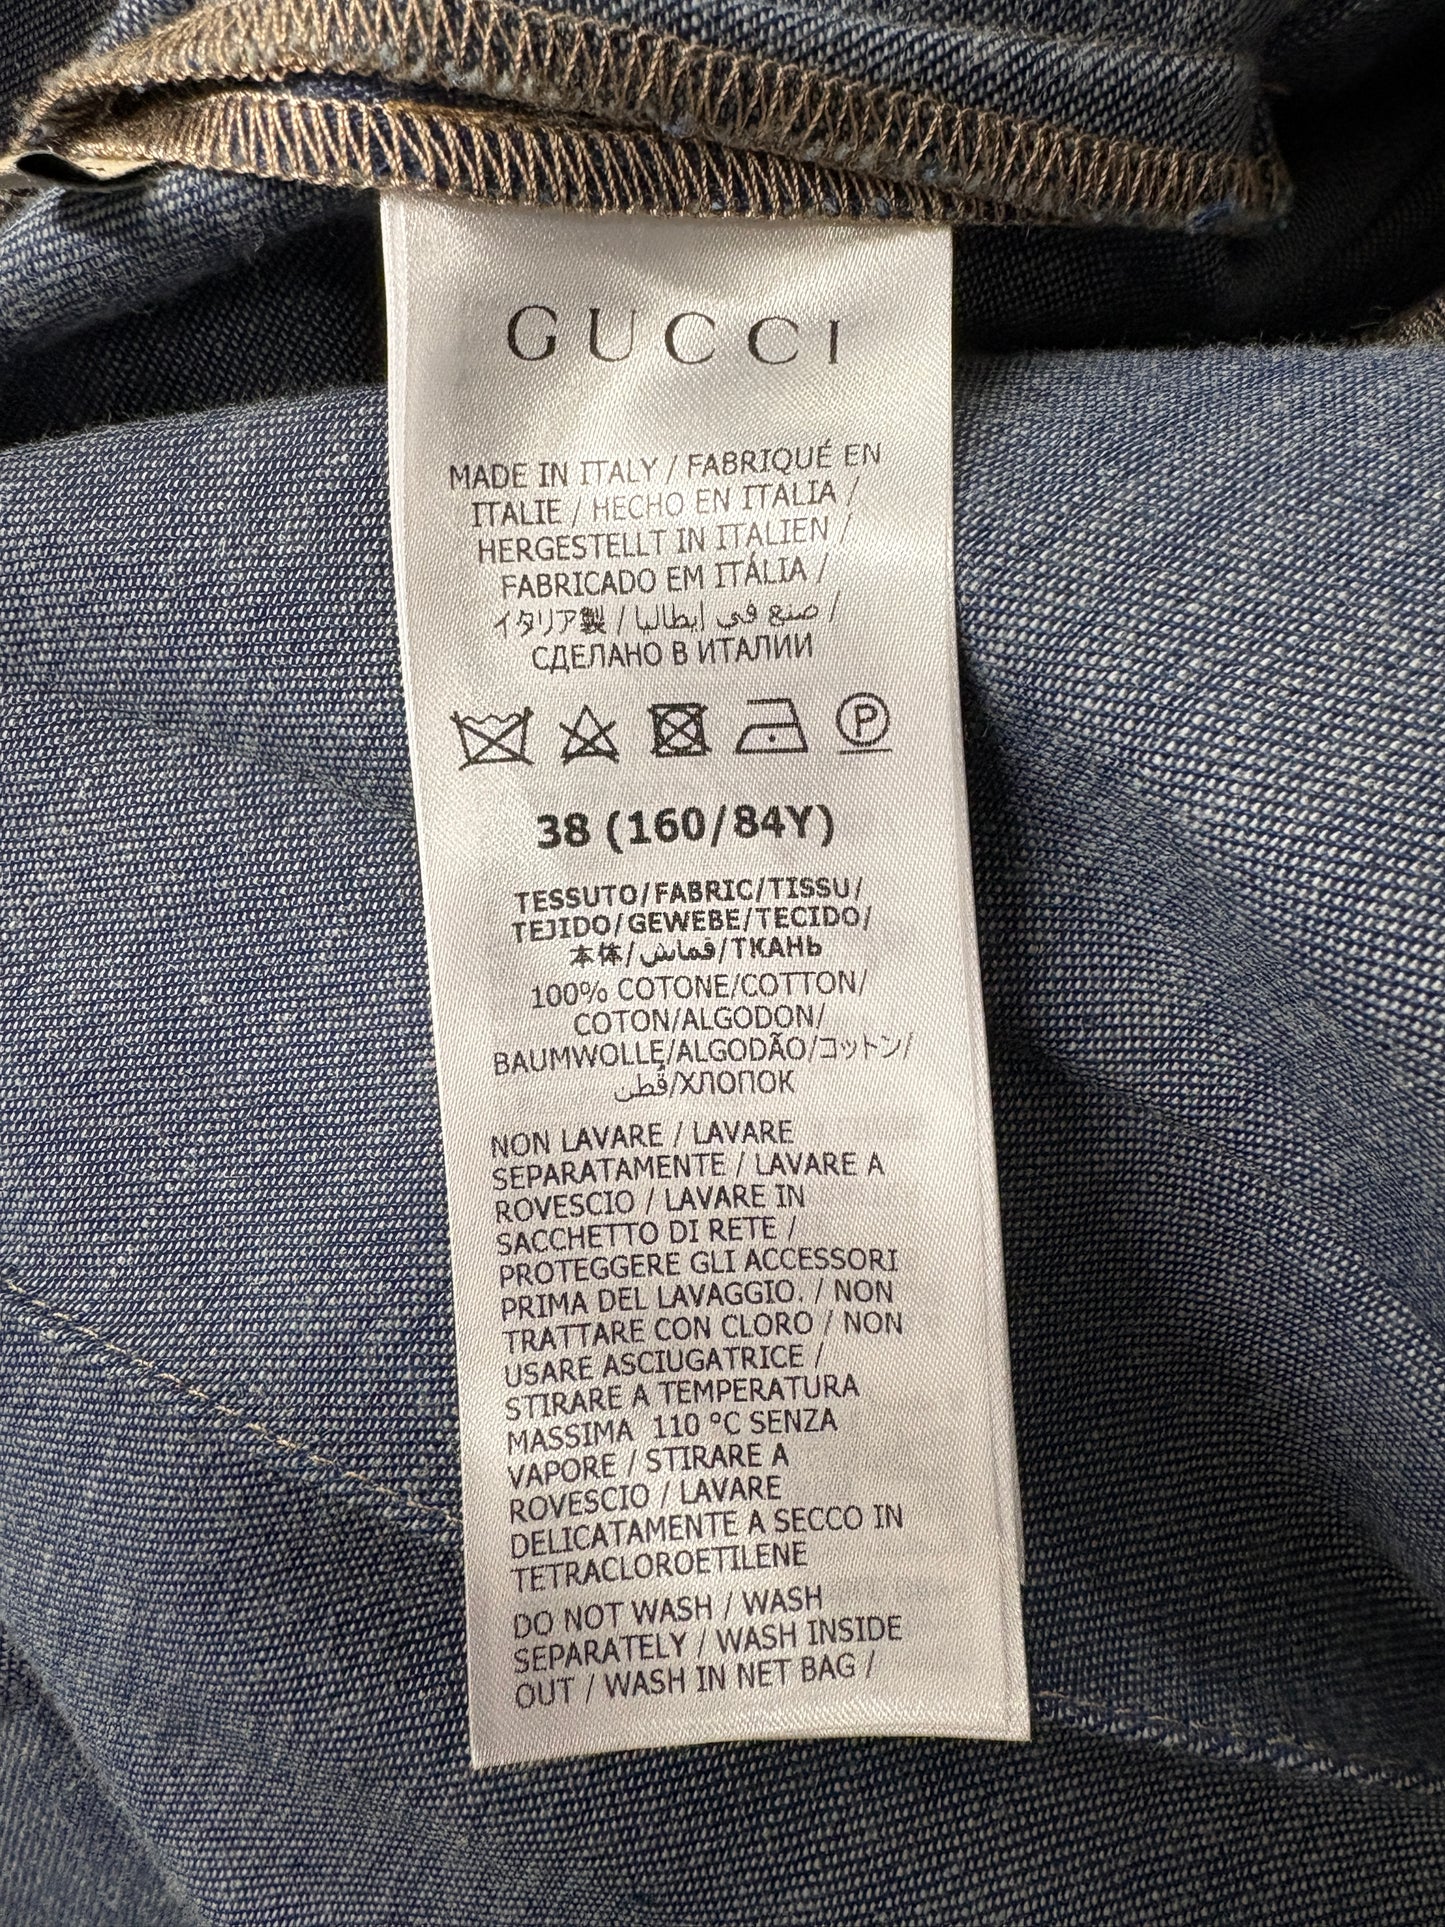 GUCCI
MADE IN ITALY / FABRIQUÉ EN
ITALIE / HECHO EN ITALIA /
HERGESTELLT IN ITALIEN /
FABRICADO EM ITÁLIA /
イタリア製 / صنع في إيطاليا /
СДЕЛАНО В ИТАЛИИ
P
38 (160/84Y)
TESSUTO/FABRIC/TISSU/
TEJIDO/GEWEBE/TECIDO/
本体/قماش/ТКАНЬ
100% COTONE/COTTON/
COTON/ALGODON/
BAUMWOLLE/ALGODÃO/コットン/
قُطن/ХЛОПОК
NON LAVARE / LAVARE
SEPARATAMENTE / LAVARE A
ROVESCIO / LAVARE IN
SACCHETTO DI RETE /
PROTEGGERE GLI ACCESSORI
PRIMA DEL LAVAGGIO. / NON
TRATTARE CON CLORO / NON
USARE ASCIUGATRICE /
STIRARE A TEMPERATURA
MASSIMA 110 °C SENZA
VAPORE / STIRARE A
ROVESCIO / LAVARE
DELICATAMENTE A SECCO IN
TETRACLOROETILENE
DO NOT WASH / WASH
SEPARATELY / WASH INSIDE
OUT / WASH IN NET BAG /